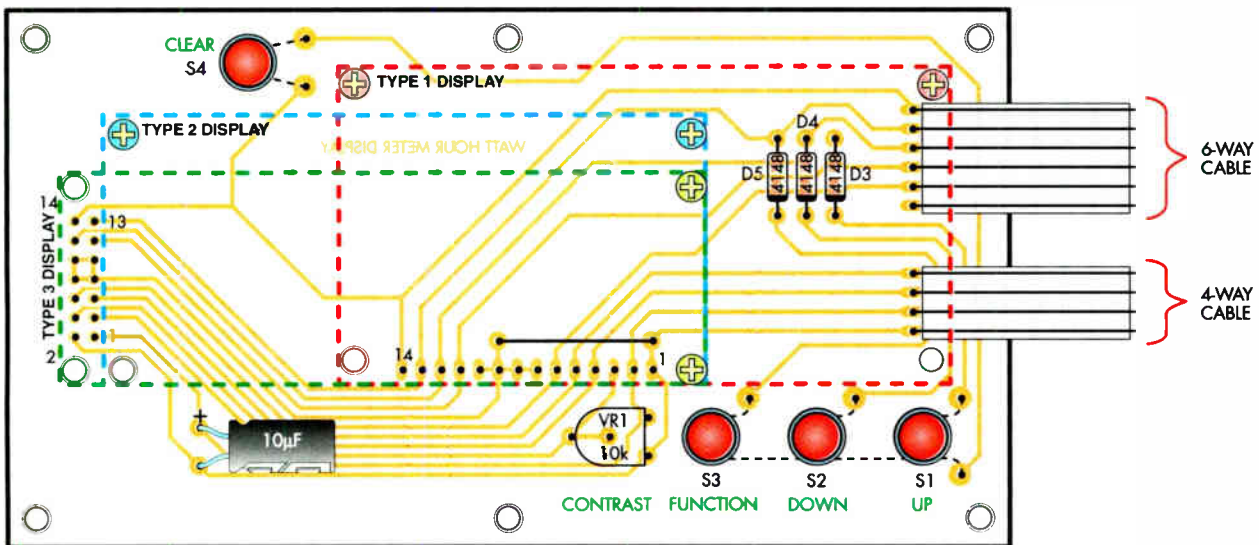 CLEAR
S4
TYPE 1 DISPLAY
TYPE 2 DISPLAY
WATT HOUR METER DISPLAY
D4
D5
4148
4148
4148
D3
6-WAY
CABLE
14
13
TYPE 3 DISPLAY
1
2
4-WAY
CABLE
14
1
+
10µF
VR1
10k
S3
S2
S1
CONTRAST
FUNCTION
DOWN
UP